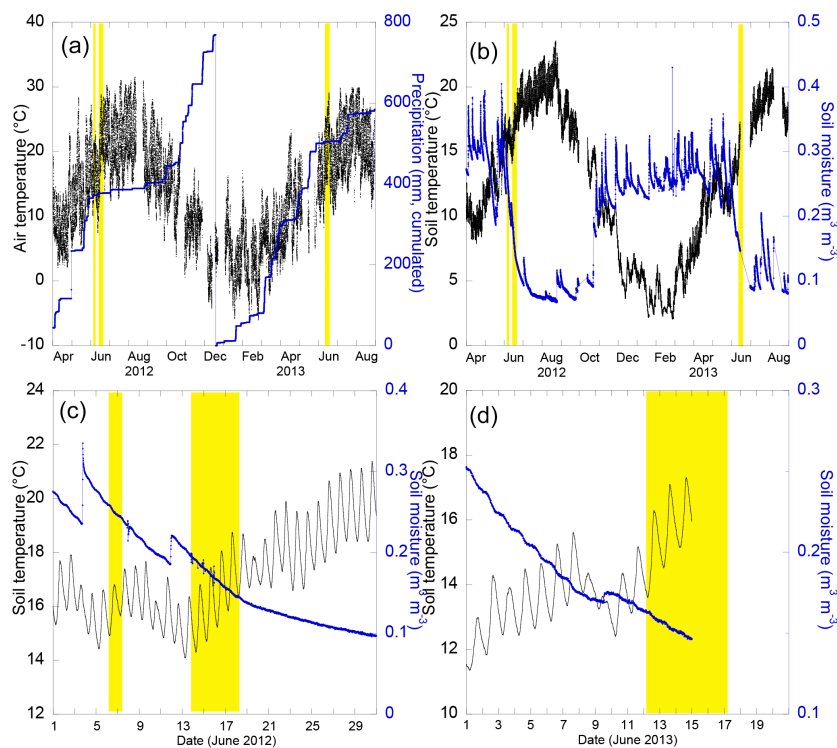 (a)
40
30
20
10
0
-10
Air temperature (°C)
800
600
400
200
0
Precipitation (mm, cumulated)
Apr Jun Aug Oct Dec Feb Apr Jun Aug
2012 2013
(b)
25
20
15
10
5
0
Soil temperature (°C)
0.5
0.4
0.3
0.2
0.1
0
Soil moisture (m³ m-³)
Apr Jun Aug Oct Dec Feb Apr Jun Aug
2012 2013
(c)
24
22
20
18
16
14
12
Soil temperature (°C)
0.4
0.3
0.2
0.1
0
Soil moisture (m³ m-³)
1 5 9 13 17 21 25 29
Date (June 2012)
(d)
20
18
16
14
12
10
Soil temperature (°C)
0.3
0.2
0.1
Soil moisture (m³ m-³)
1 3 5 7 9 11 13 15 17 19
Date (June 2013)